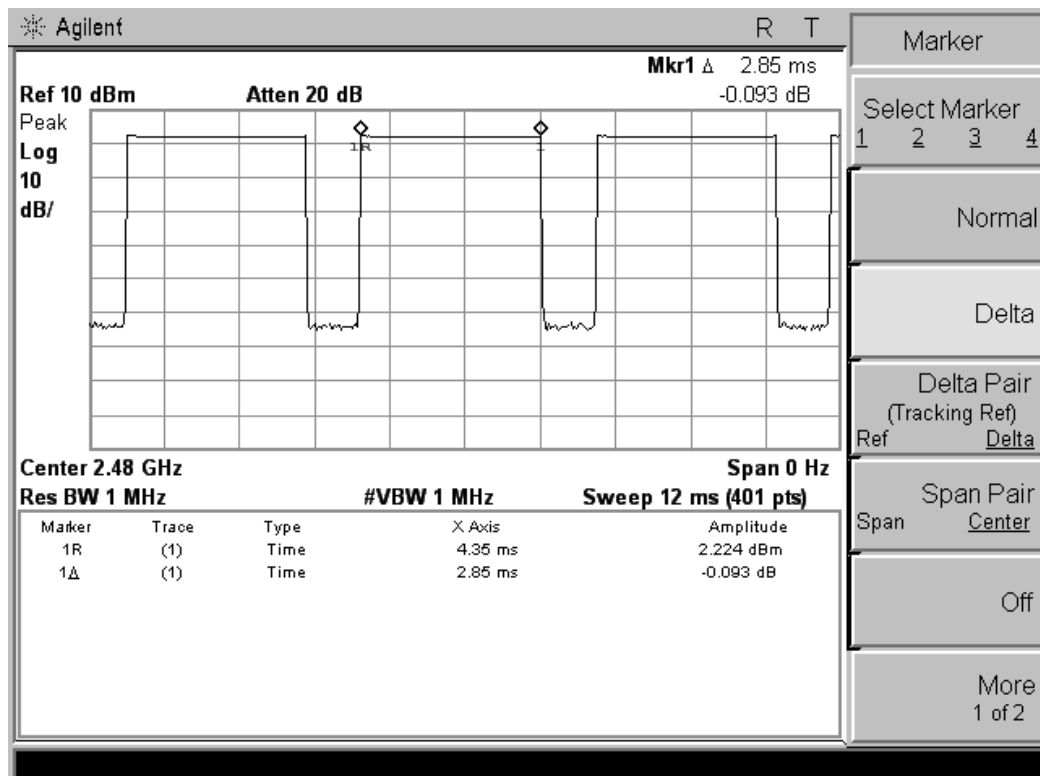 Agilent R T
Mkr1 Δ 2.85 ms
Ref 10 dBm Atten 20 dB -0.093 dB
Peak
Log
10
dB/
1R 1
Center 2.48 GHz Span 0 Hz
Res BW 1 MHz #VBW 1 MHz Sweep 12 ms (401 pts)
Marker Trace Type X Axis Amplitude
1R (1) Time 4.35 ms 2.224 dBm
1Δ (1) Time 2.85 ms -0.093 dB
Marker
Select Marker
1 2 3 4
Normal
Delta
Delta Pair
(Tracking Ref)
Ref Delta
Span Pair
Span Center
Off
More
1 of 2